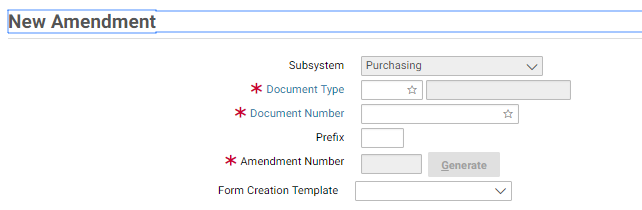 New Amendment
Subsystem Purchasing
* Document Type
* Document Number
Prefix
* Amendment Number Generate
Form Creation Template